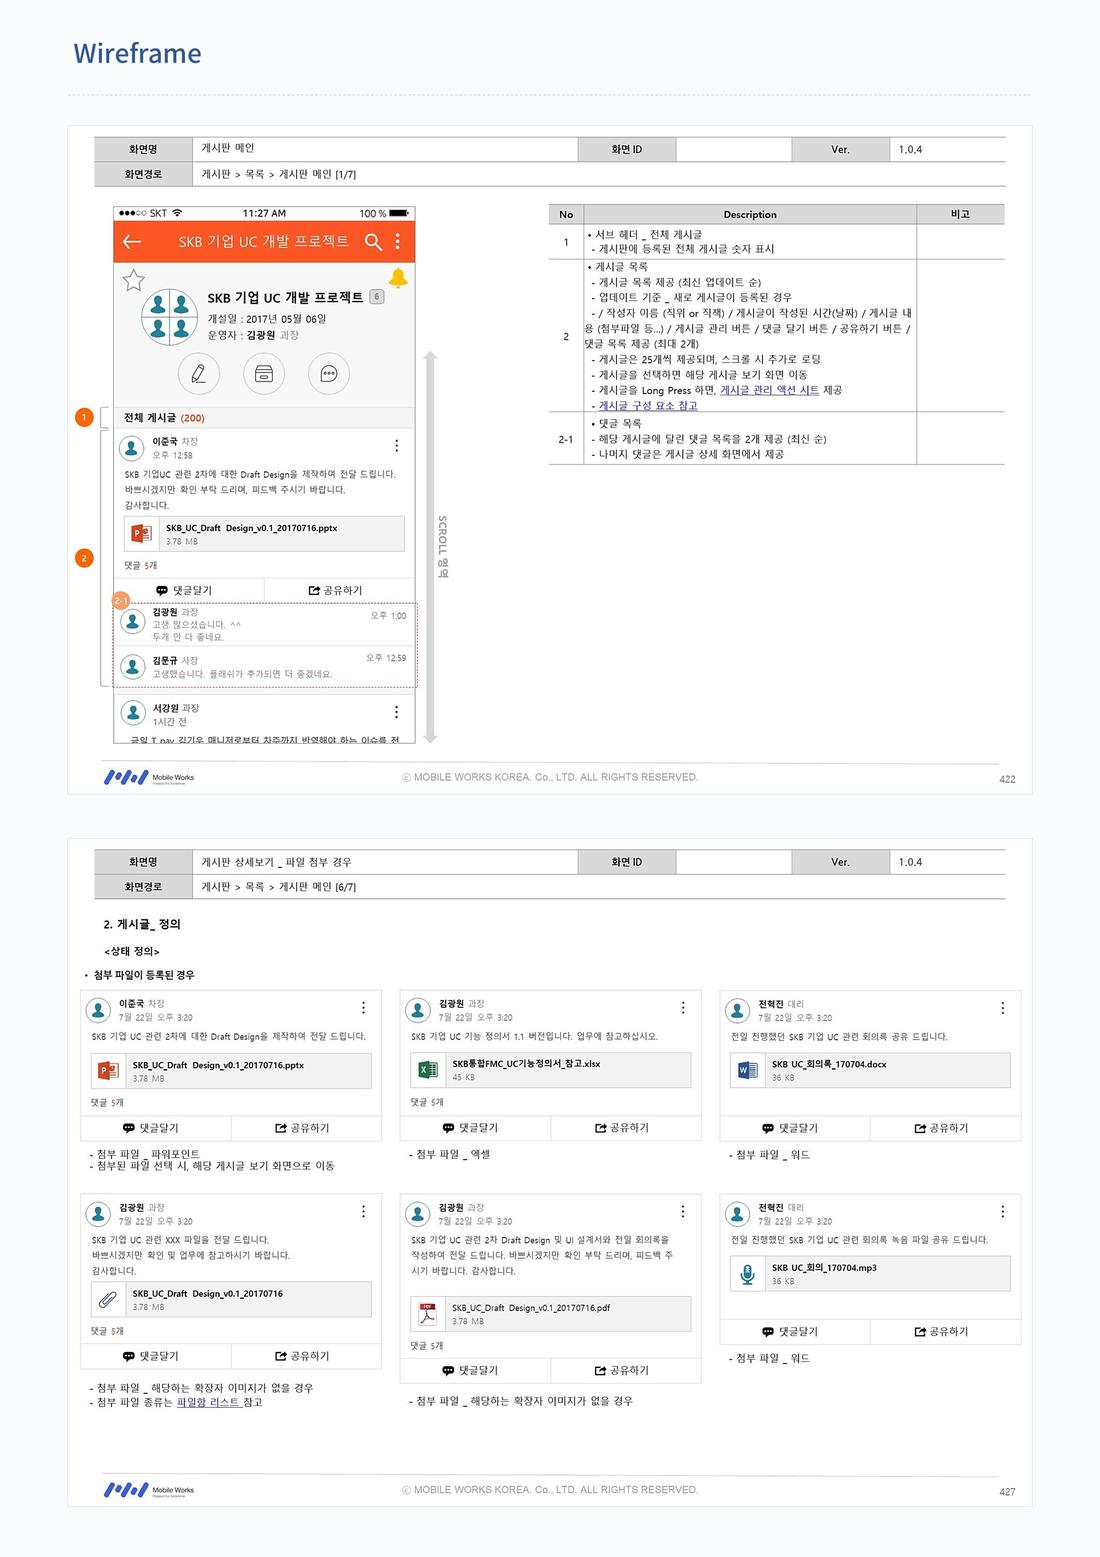 Wireframe
화면명 게시판 메인 화면 ID Ver. 1.0.4
화면경로 게시판 > 목록 > 게시판 메인 [1/7]
SKT 11:27 AM 100 %
SKB 기업 UC 개발 프로젝트
SKB 기업 UC 개발 프로젝트 6
개설일 : 2017년 05월 06일
운영자 : 김광원 과장
1
전체 게시글 (200)
이준국 차장
오후 12:58
SKB 기업UC 관련 2차에 대한 Draft Design을 제작하여 전달 드립니다.
바쁘시겠지만 확인 부탁 드리며, 피드백 주시기 바랍니다.
감사합니다.
SKB_UC_Draft Design_v0.1_20170716.pptx
3.78 MB
2
댓글 5개
댓글달기 공유하기
2-1
김광원 과장 오후 1:00
고생 많으셨습니다. ^^
두개 안 다 좋네요.
김문규 사장 오후 12:59
고생했습니다. 플래쉬가 추가되면 더 좋겠네요.
서강원 과장
1시간 전
금일 T pay 김기운 매니저로부터 차주까지 반영해야 하는 이슈를 전
SCROLL 영역
No Description 비고
1
• 서브 헤더 _ 전체 게시글
- 게시판에 등록된 전체 게시글 숫자 표시
2
• 게시글 목록
- 게시글 목록 제공 (최신 업데이트 순)
- 업데이트 기준 _ 새로 게시글이 등록된 경우
- / 작성자 이름 (직위 or 직책) / 게시글이 작성된 시간(날짜) / 게시글 내
용 (첨부파일 등...) / 게시글 관리 버튼 / 댓글 달기 버튼 / 공유하기 버튼 /
댓글 목록 제공 (최대 2개)
- 게시글은 25개씩 제공되며, 스크롤 시 추가로 로딩
- 게시글을 선택하면 해당 게시글 보기 화면 이동
- 게시글을 Long Press 하면, 게시글 관리 액션 시트 제공
- 게시글 구성 요소 참고
2-1
• 댓글 목록
- 해당 게시글에 달린 댓글 목록을 2개 제공 (최신 순)
- 나머지 댓글은 게시글 상세 화면에서 제공
Mobile Works
ⓒ MOBILE WORKS KOREA. Co., LTD. ALL RIGHTS RESERVED.
422
화면명 게시판 상세보기 _ 파일 첨부 경우 화면 ID Ver. 1.0.4
화면경로 게시판 > 목록 > 게시판 메인 [6/7]
2. 게시글_ 정의
<상태 정의>
• 첨부 파일이 등록된 경우
이준국 차장
7월 22일 오후 3:20
SKB 기업 UC 관련 2차에 대한 Draft Design을 제작하여 전달 드립니다.
SKB_UC_Draft Design_v0.1_20170716.pptx
3.78 MB
댓글 5개
댓글달기 공유하기
- 첨부 파일 _ 파워포인트
- 첨부된 파일 선택 시, 해당 게시글 보기 화면으로 이동
김광원 과장
7월 22일 오후 3:20
SKB 기업 UC 기능 정의서 1.1 버전입니다. 업무에 참고하십시오.
SKB통합FMC_UC기능정의서_참고.xlsx
45 KB
댓글 5개
댓글달기 공유하기
- 첨부 파일 _ 엑셀
전혁진 대리
7월 22일 오후 3:20
전일 진행했던 SKB 기업 UC 관련 회의록 공유 드립니다.
SKB UC_회의록_170704.docx
36 KB
댓글달기 공유하기
- 첨부 파일 _ 워드
김광원 과장
7월 22일 오후 3:20
SKB 기업 UC 관련 XXX 파일을 전달 드립니다.
바쁘시겠지만 확인 및 업무에 참고하시기 바랍니다.
감사합니다.
SKB_UC_Draft Design_v0.1_20170716
3.78 MB
댓글 5개
댓글달기 공유하기
- 첨부 파일 _ 해당하는 확장자 이미지가 없을 경우
- 첨부 파일 종류는 파일함 리스트 참고
김광원 과장
7월 22일 오후 3:20
SKB 기업 UC 관련 2차 Draft Design 및 UI 설계서와 전일 회의록을
작성하여 전달 드립니다. 바쁘시겠지만 확인 부탁 드리며, 피드백 주
시기 바랍니다. 감사합니다.
PDF
SKB_UC_Draft Design_v0.1_20170716.pdf
3.78 MB
댓글 5개
댓글달기 공유하기
- 첨부 파일 _ 해당하는 확장자 이미지가 없을 경우
전혁진 대리
7월 22일 오후 3:20
전일 진행했던 SKB 기업 UC 관련 회의록 녹음 파일 공유 드립니다.
SKB UC_회의_170704.mp3
36 KB
댓글달기 공유하기
- 첨부 파일 _ 워드
Mobile Works
ⓒ MOBILE WORKS KOREA. Co., LTD. ALL RIGHTS RESERVED.
427